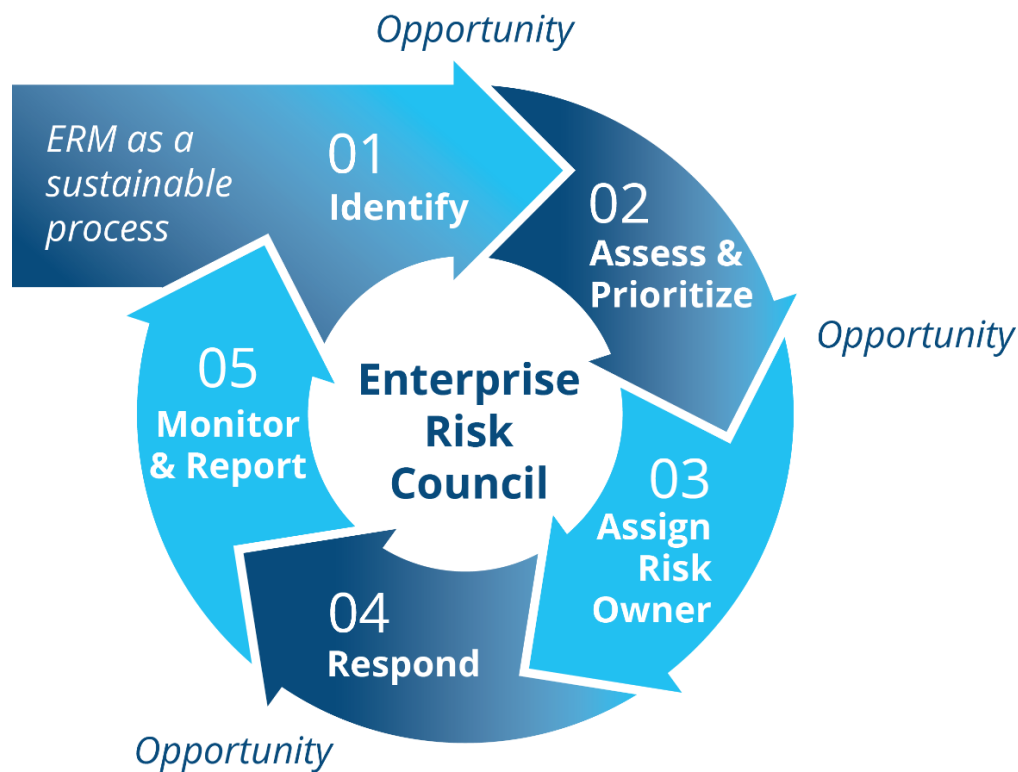 Opportunity
ERM as a
sustainable
process
01
Identify
02
Assess &
Prioritize
Opportunity
03
Assign
Risk
Owner
04
Respond
Opportunity
05
Monitor
& Report
Enterprise
Risk
Council